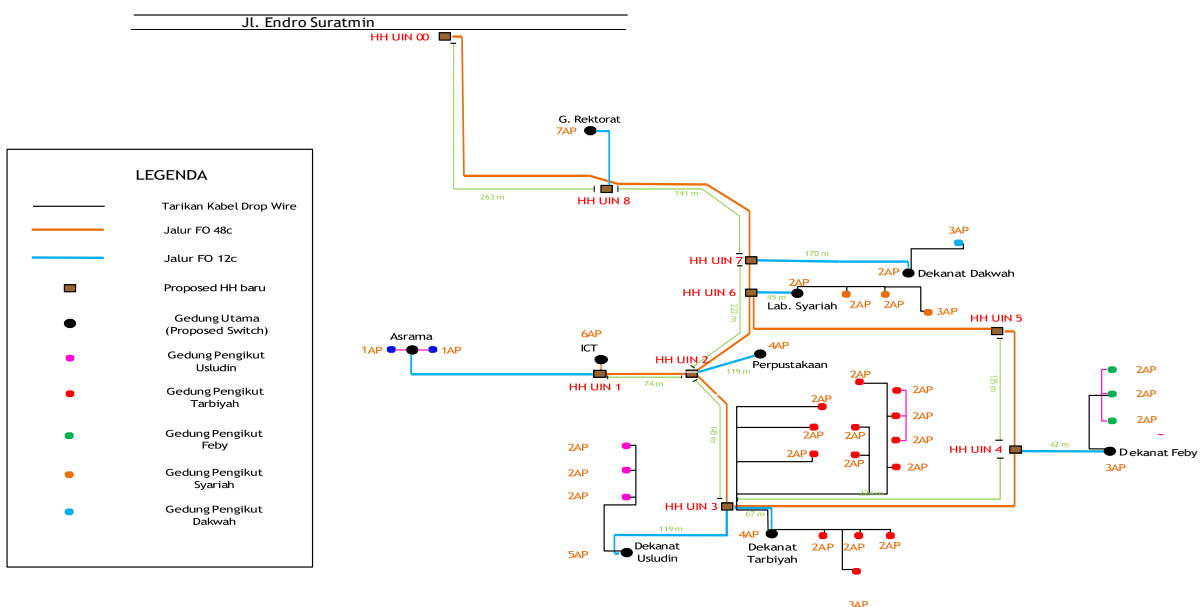 Jl. Endro Suratmin
HH UIN 00
G. Rektorat
7AP
LEGENDA
Tarikan Kabel Drop Wire
Jalur FO 48c
Jalur FO 12c
Proposed HH baru
Gedung Utama
(Proposed Switch)
Gedung Pengikut
Usludin
Gedung Pengikut
Tarbiyah
Gedung Pengikut
Feby
Gedung Pengikut
Syariah
Gedung Pengikut
Dakwah
263 m
HH UIN 8
141 m
3AP
HH UIN 7
170 m
2AP
Dekanat Dakwah
HH UIN 6
45 m
2AP
Lab. Syariah
2AP
2AP
3AP
HH UIN 5
Asrama
1AP
1AP
6AP
ICT
HH UIN 1
74 m
HH UIN 2
119 m
4AP
Perpustakaan
2AP
2AP
2AP
2AP
2AP
2AP
2AP
2AP
2AP
2AP
2AP
2AP
2AP
HH UIN 4
42 m
Dekanat Feby
3AP
2AP
2AP
2AP
HH UIN 3
67 m
119 m
5AP
Dekanat
Usludin
4AP
Dekanat
Tarbiyah
2AP
2AP
2AP
3AP